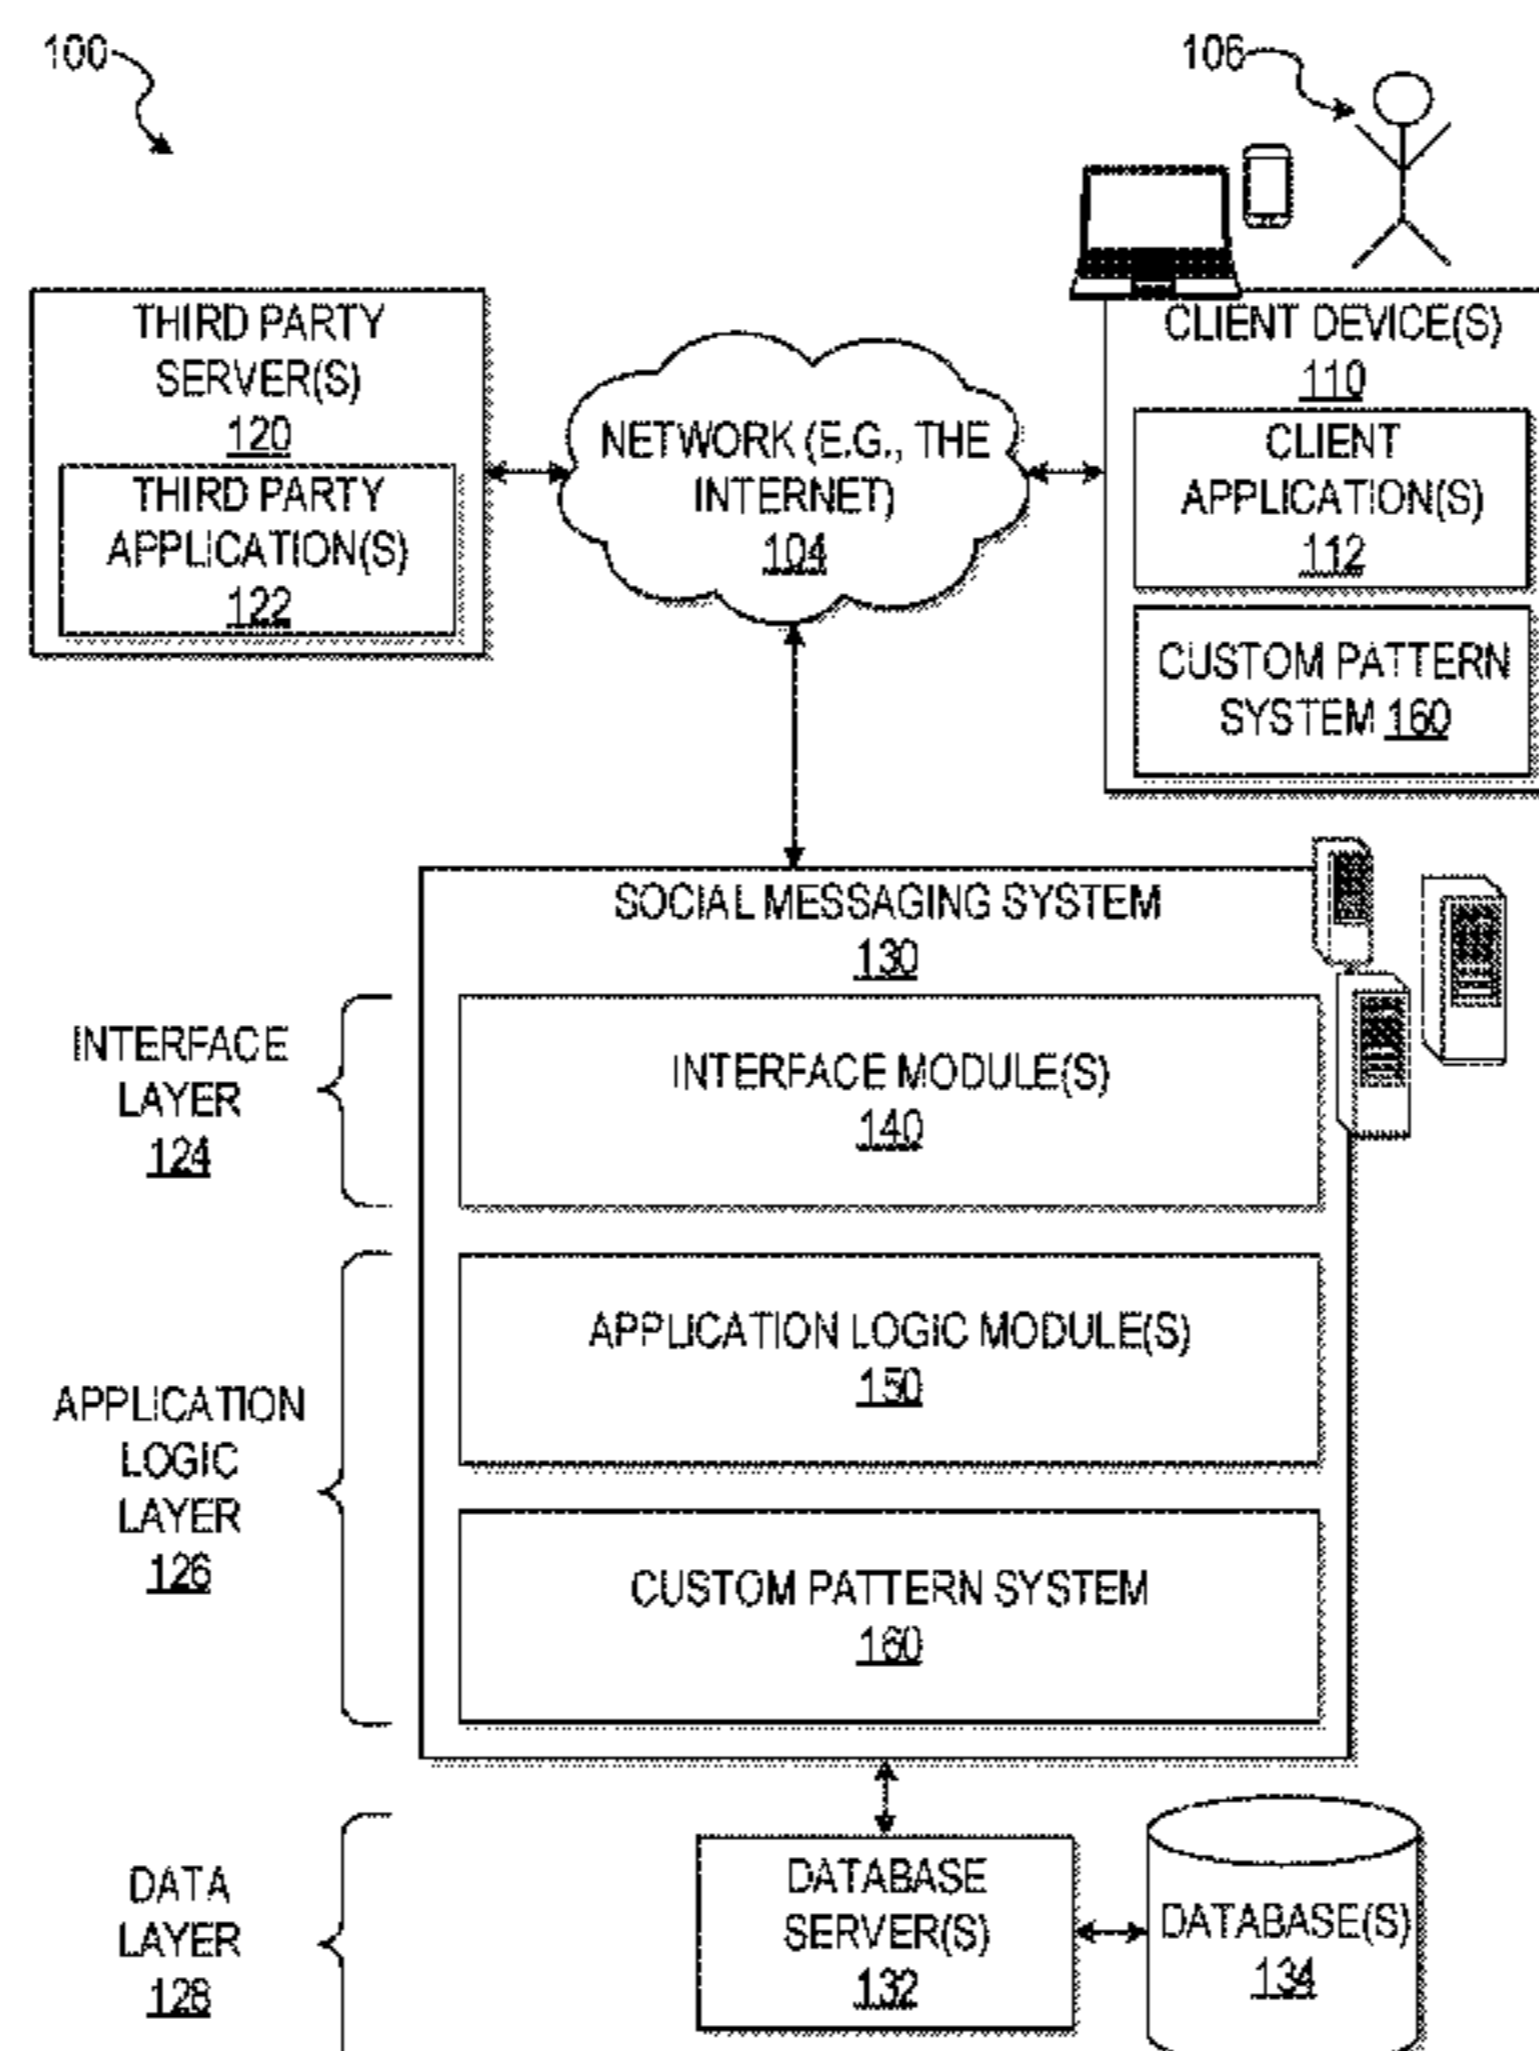 100
106
THIRD PARTY
SERVER(S)
120
THIRD PARTY
APPLICATION(S)
122
NETWORK (E.G., THE
INTERNET)
104
CLIENT DEVICE(S)
110
CLIENT
APPLICATION(S)
112
CUSTOM PATTERN
SYSTEM 160
SOCIAL MESSAGING SYSTEM
130
INTERFACE
LAYER
124
INTERFACE MODULE(S)
140
APPLICATION LOGIC MODULE(S)
150
APPLICATION
LOGIC
LAYER
126
CUSTOM PATTERN SYSTEM
160
DATA
LAYER
128
DATABASE
SERVER(S)
132
DATABASE(S)
134